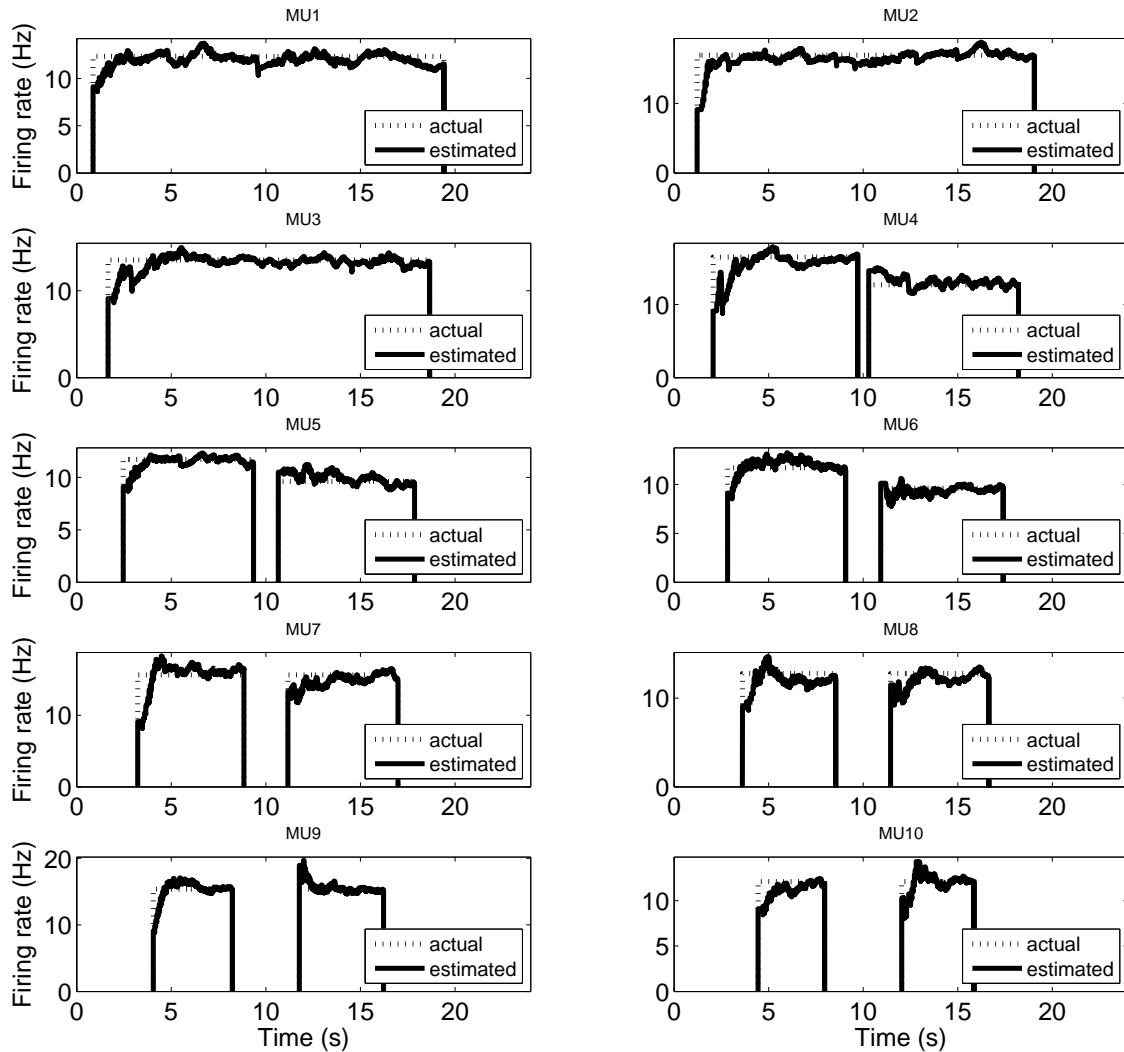 MU1
Firing rate (Hz)
10
5
0
0 5 10 15 20
actual
estimated
MU2
10
0
0 5 10 15 20
actual
estimated
MU3
Firing rate (Hz)
10
0
0 5 10 15 20
actual
estimated
MU4
10
0
0 5 10 15 20
actual
estimated
MU5
Firing rate (Hz)
10
5
0
0 5 10 15 20
actual
estimated
MU6
10
5
0
0 5 10 15 20
actual
estimated
MU7
Firing rate (Hz)
10
0
0 5 10 15 20
actual
estimated
MU8
10
5
0
0 5 10 15 20
actual
estimated
MU9
Firing rate (Hz)
20
10
0
0 5 10 15 20
Time (s)
actual
estimated
MU10
10
5
0
0 5 10 15 20
Time (s)
actual
estimated